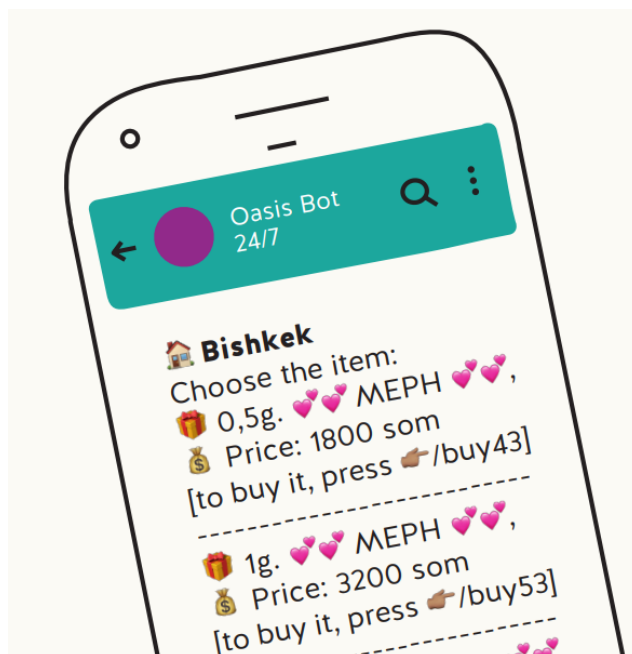 Oasis Bot
24/7
🏠 Bishkek
Choose the item:
🎁 0,5g. 💕💕 MEPH 💕💕,
💰 Price: 1800 som
[to buy it, press 👉🏽/buy43]
---------------------------
🎁 1g. 💕💕 MEPH 💕💕,
💰 Price: 3200 som
[to buy it, press 👉🏽/buy53]
---------------------------